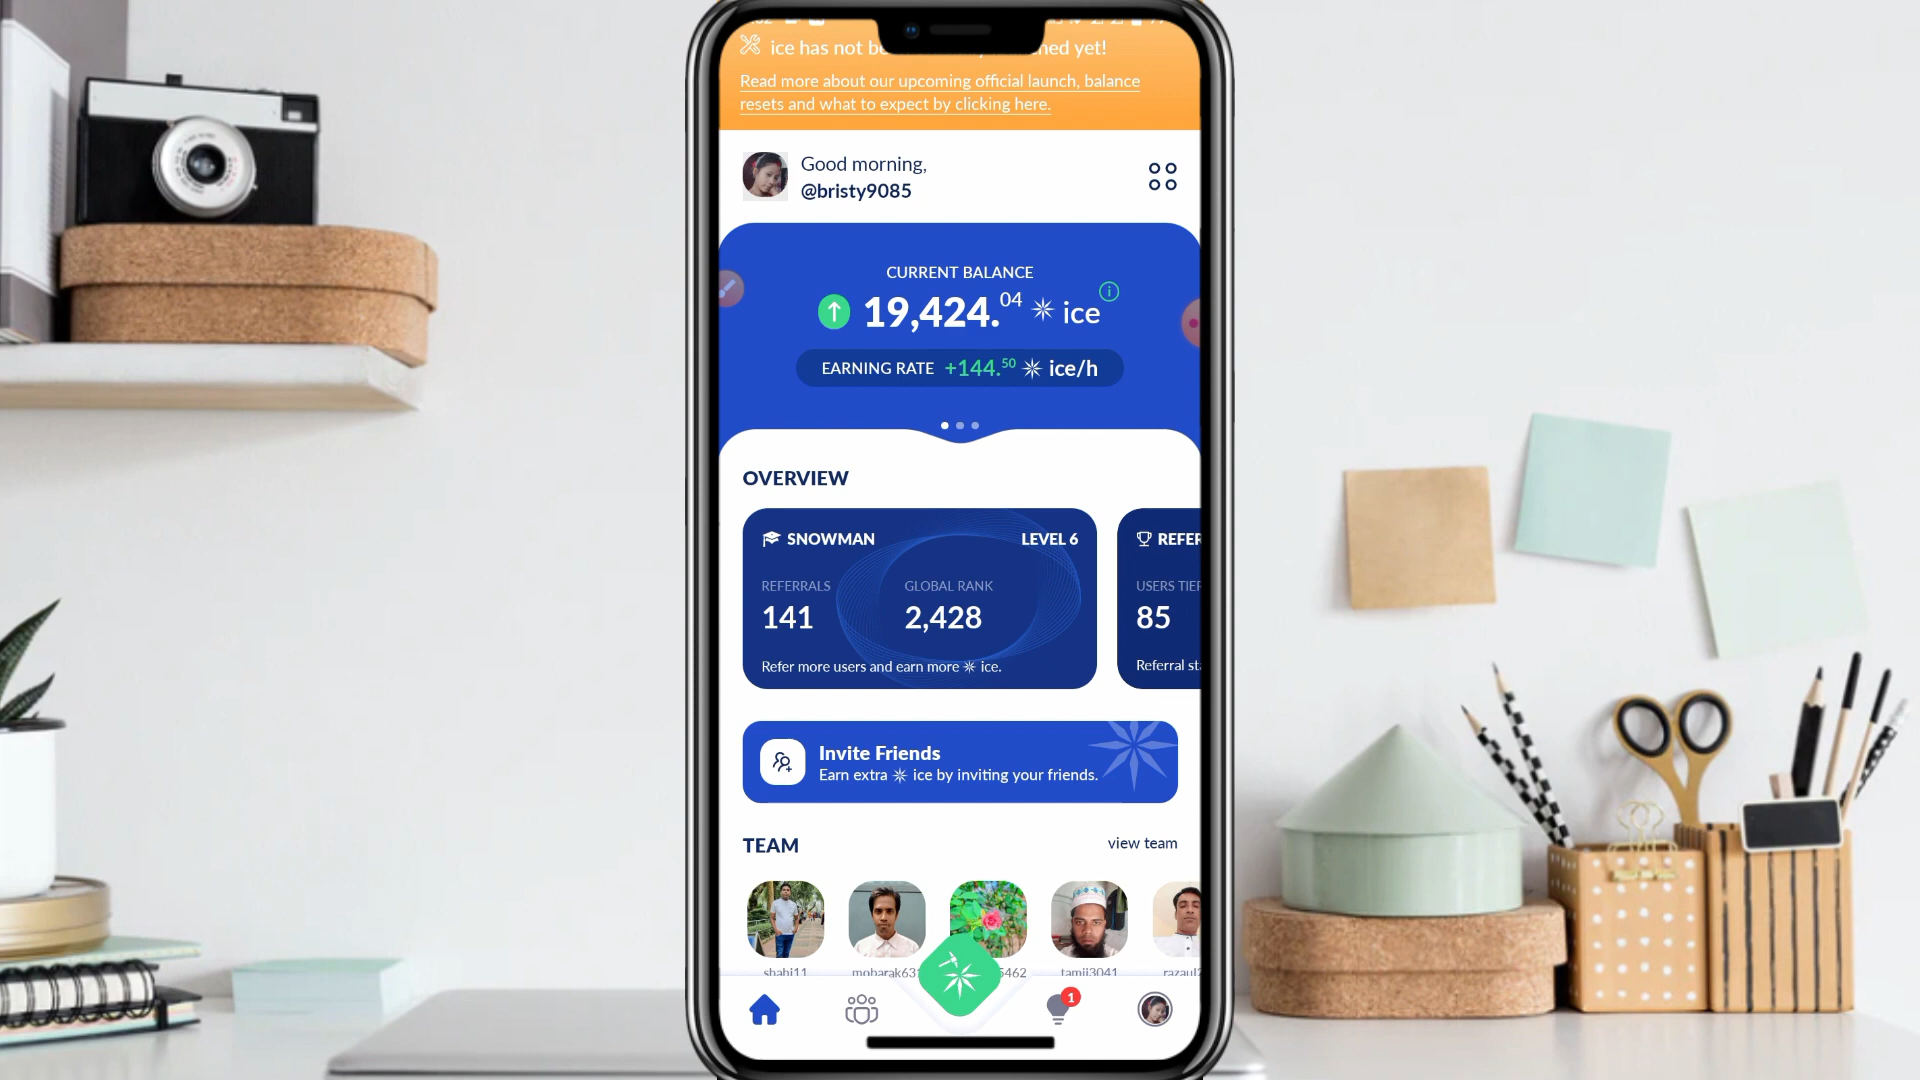 ice has not
hed yet!
Read more about our upcoming official launch, balance
resets and what to expect by clicking here.
Good morning,
@bristy9085
CURRENT BALANCE
19,424.04 ice
EARNING RATE +144.50 ice/h
OVERVIEW
SNOWMAN
LEVEL 6
REFER
REFERRALS
GLOBAL RANK
USERS TIER
141
2,428
85
Refer more users and earn more ice.
Referral st
Invite Friends
Earn extra ice by inviting your friends.
TEAM
view team
shahi11
mobarak63
5462
tamii3041
1